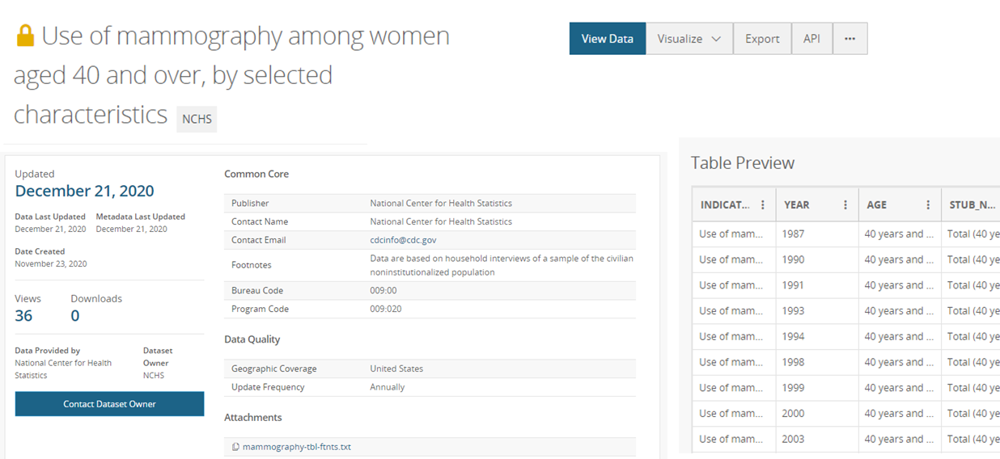 Use of mammography among women
aged 40 and over, by selected
characteristics NCHS
View Data Visualize Export API ...
Updated
December 21, 2020
Data Last Updated Metadata Last Updated
December 21, 2020 December 21, 2020
Date Created
November 23, 2020
Views Downloads
36 0
Data Provided by Dataset
National Center for Health Owner
Statistics NCHS
Contact Dataset Owner
Common Core
Publisher National Center for Health Statistics
Contact Name National Center for Health Statistics
Contact Email cdcinfo@cdc.gov
Footnotes Data are based on household interviews of a sample of the civilian
noninstitutionalized population
Bureau Code 009:00
Program Code 009:020
Data Quality
Geographic Coverage United States
Update Frequency Annually
Attachments
mammography-tbl-ftnts.txt
Table Preview
INDICAT... YEAR AGE STUB_N...
Use of mam... 1987 40 years and ... Total (40 ye
Use of mam... 1990 40 years and ... Total (40 ye
Use of mam... 1991 40 years and ... Total (40 ye
Use of mam... 1993 40 years and ... Total (40 ye
Use of mam... 1994 40 years and ... Total (40 ye
Use of mam... 1998 40 years and ... Total (40 ye
Use of mam... 1999 40 years and ... Total (40 ye
Use of mam... 2000 40 years and ... Total (40 ye
Use of mam... 2003 40 years and ... Total (40 ye